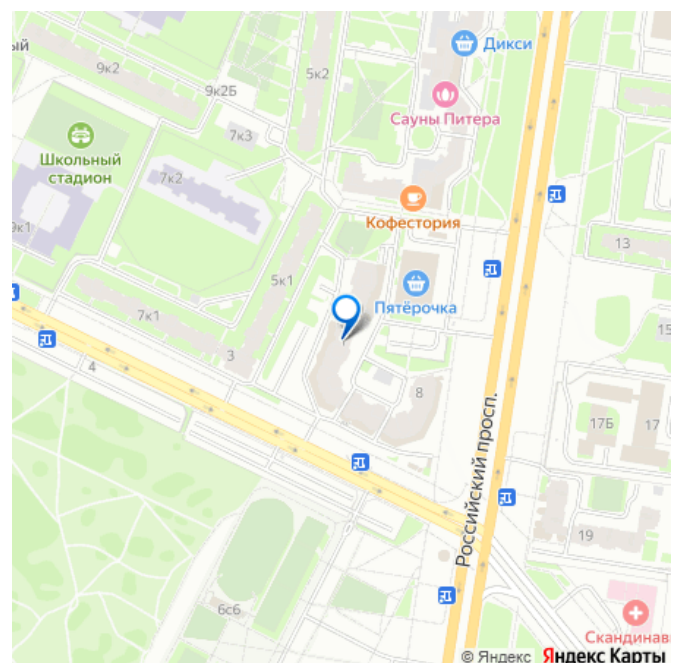 Дикси
ый
9к2
5к2
9к2Б
Сауны Питера
7к3
Школьный
стадион
7к2
Кофестория
9к1
13
5к1
Пятёрочка
7к1
15
3
4
8
17Б
17
Российский просп.
19
6с6
Скандинав
© Яндекс Яндекс Карты